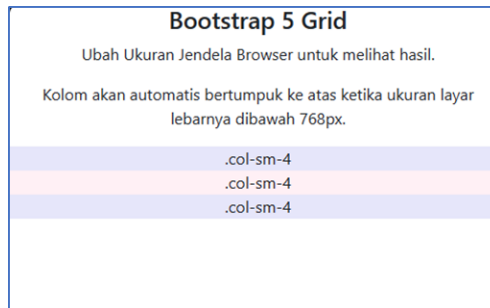 Bootstrap 5 Grid
Ubah Ukuran Jendela Browser untuk melihat hasil.
Kolom akan automatis bertumpuk ke atas ketika ukuran layar
lebarnya dibawah 768px.
.col-sm-4
.col-sm-4
.col-sm-4